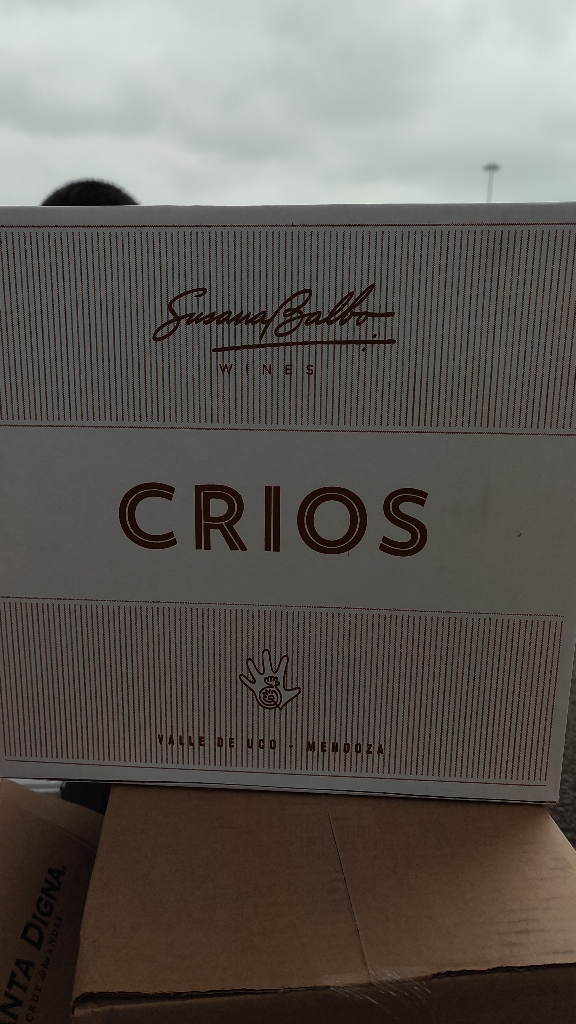 Susana Balbo
WINES
CRIOS
VALLE DE UCO - MENDOZA
NTA DIGNA.